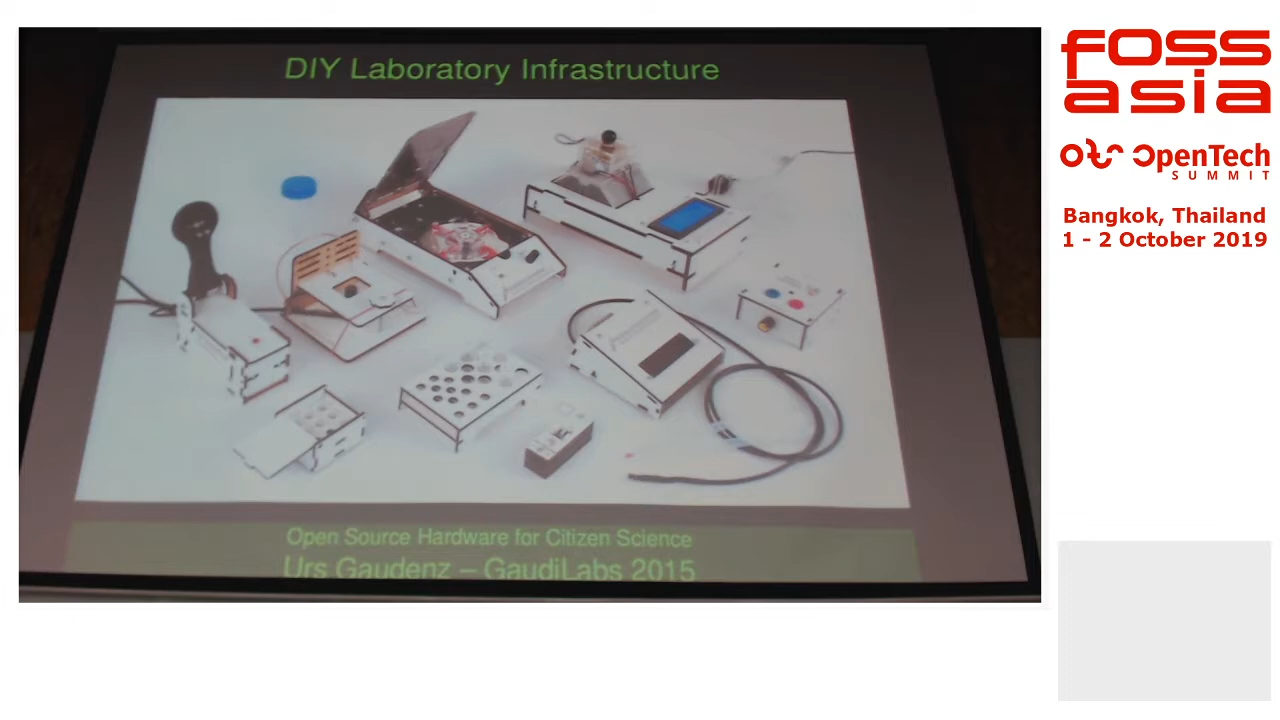 DIY Laboratory Infrastructure
Open Source Hardware for Citizen Science
Urs Gaudenz – GaudiLabs 2015
FOSS
asia
OpenTech
SUMMIT
Bangkok, Thailand
1 - 2 October 2019